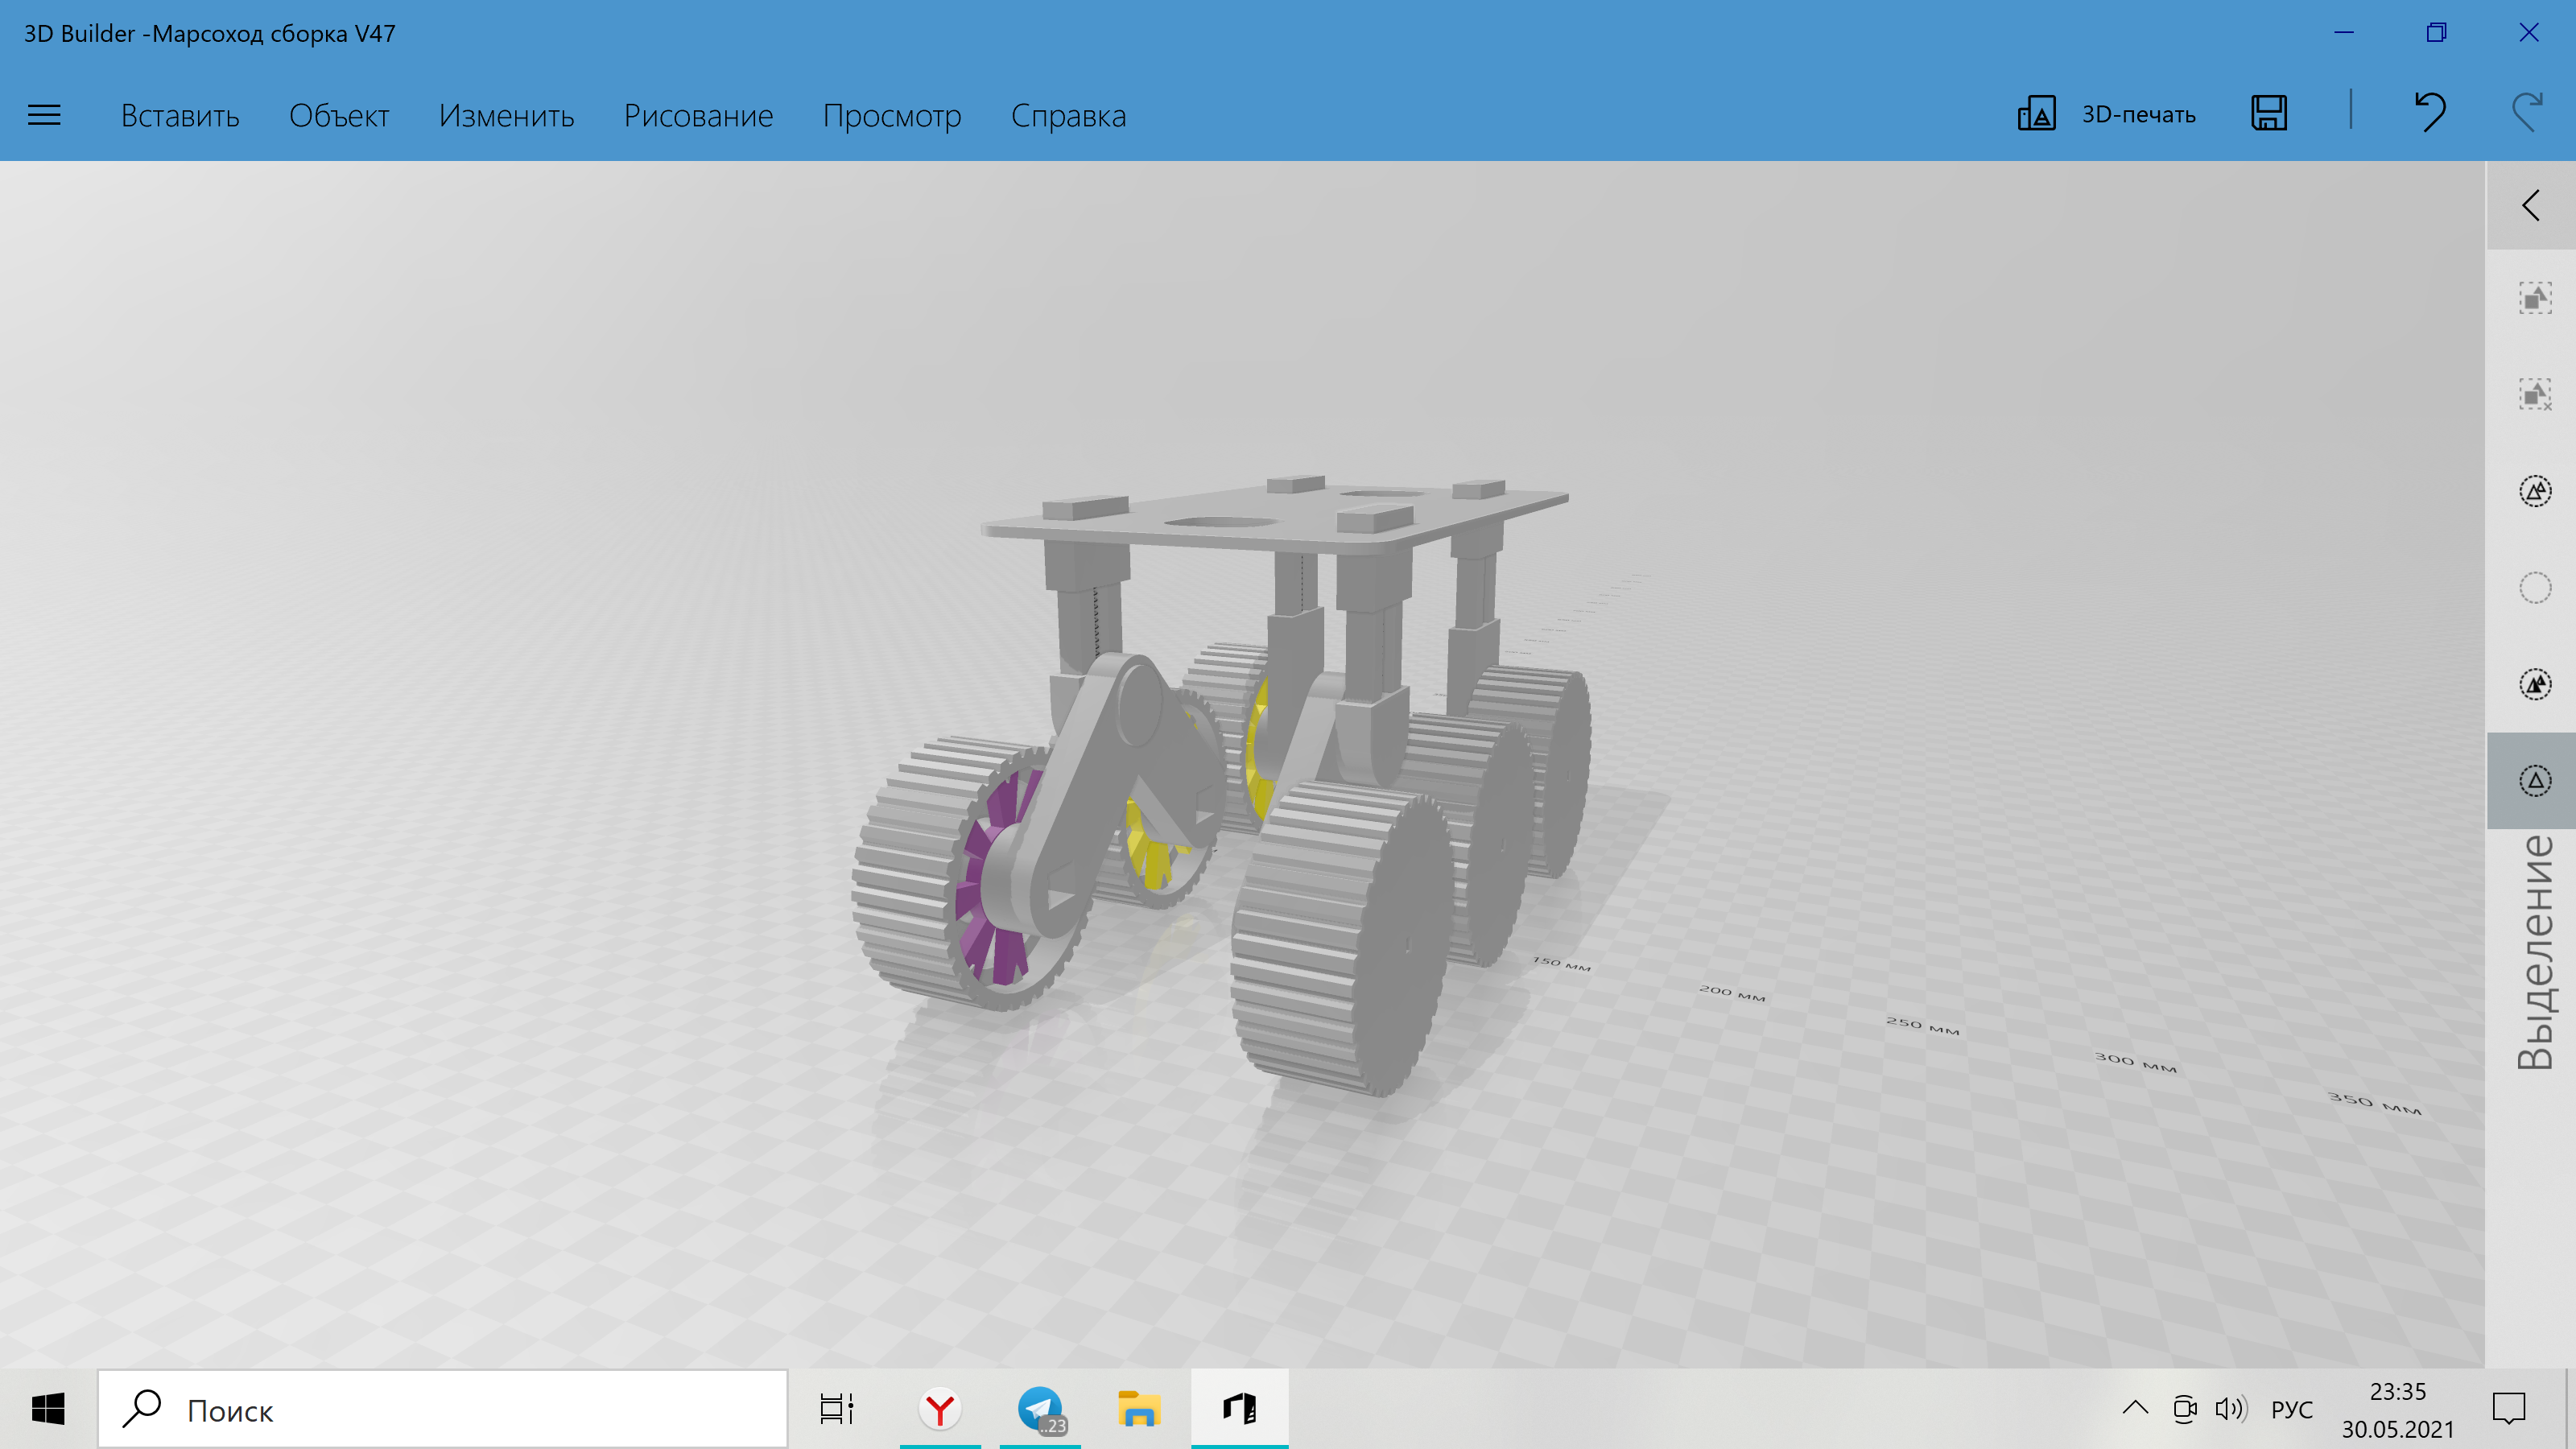 3D Builder -Марсоход сборка V47
Вставить Объект Изменить Рисование Просмотр Справка 3D-печать
Выделение
150 мм
200 мм
250 мм
300 мм
350 мм
Поиск
..23
РУС
23:35
30.05.2021